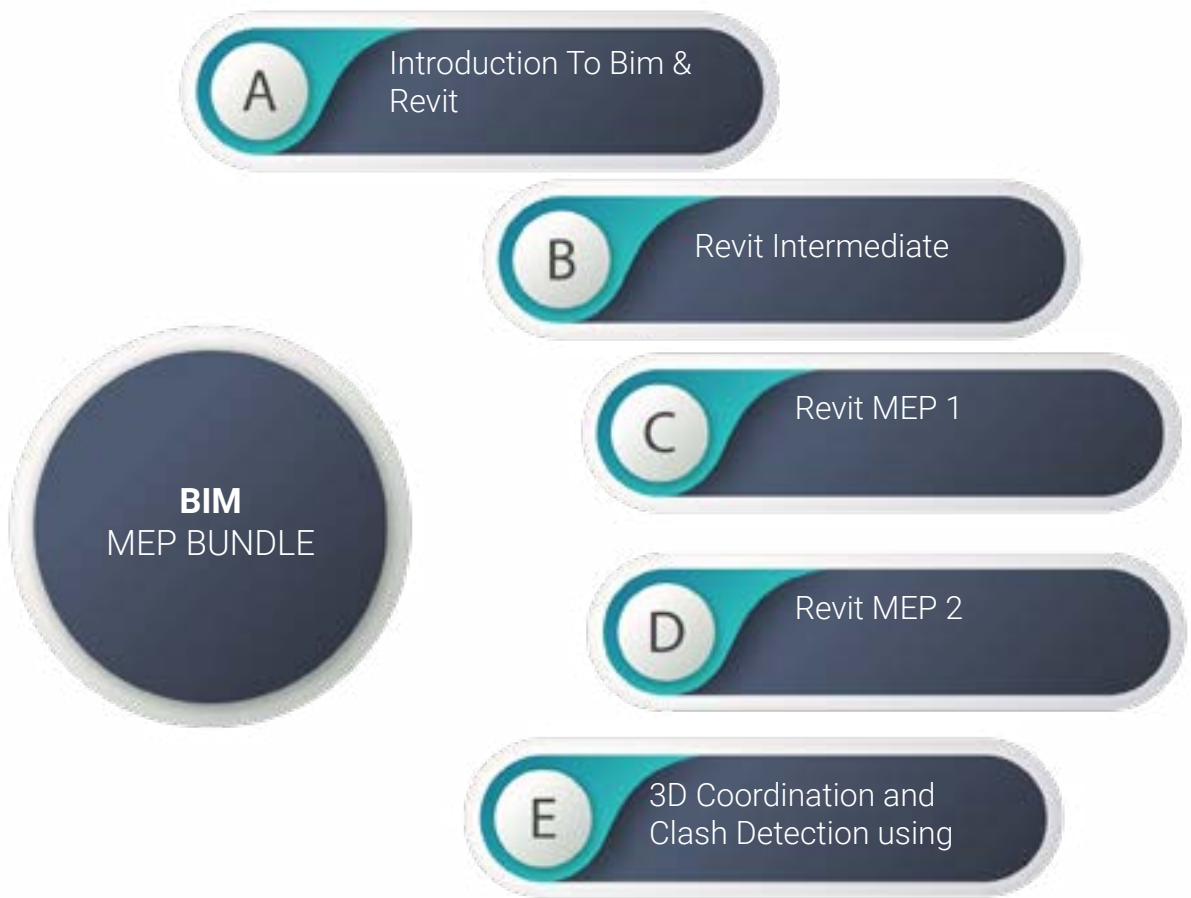 A
Introduction To Bim &
Revit
B
Revit Intermediate
C
Revit MEP 1
BIM
MEP BUNDLE
D
Revit MEP 2
E
3D Coordination and
Clash Detection using